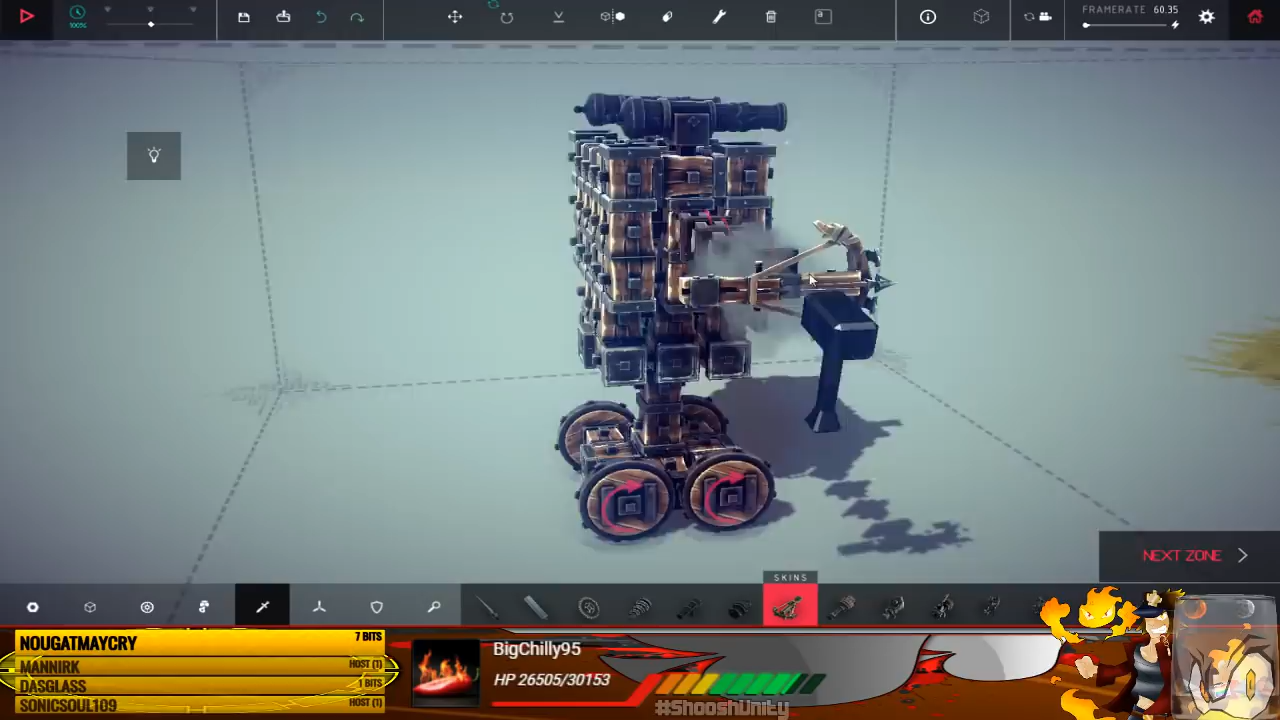 100%
FRAMERATE 60.35
NEXT ZONE
SKINS
NOUGATMAYCRY 7 BITS
MANNIRK HOST (1)
DASGLASS 1 BITS
SONICSOUL109 HOST (1)
BigChilly95
HP 26505/30153
#ShooshUnity